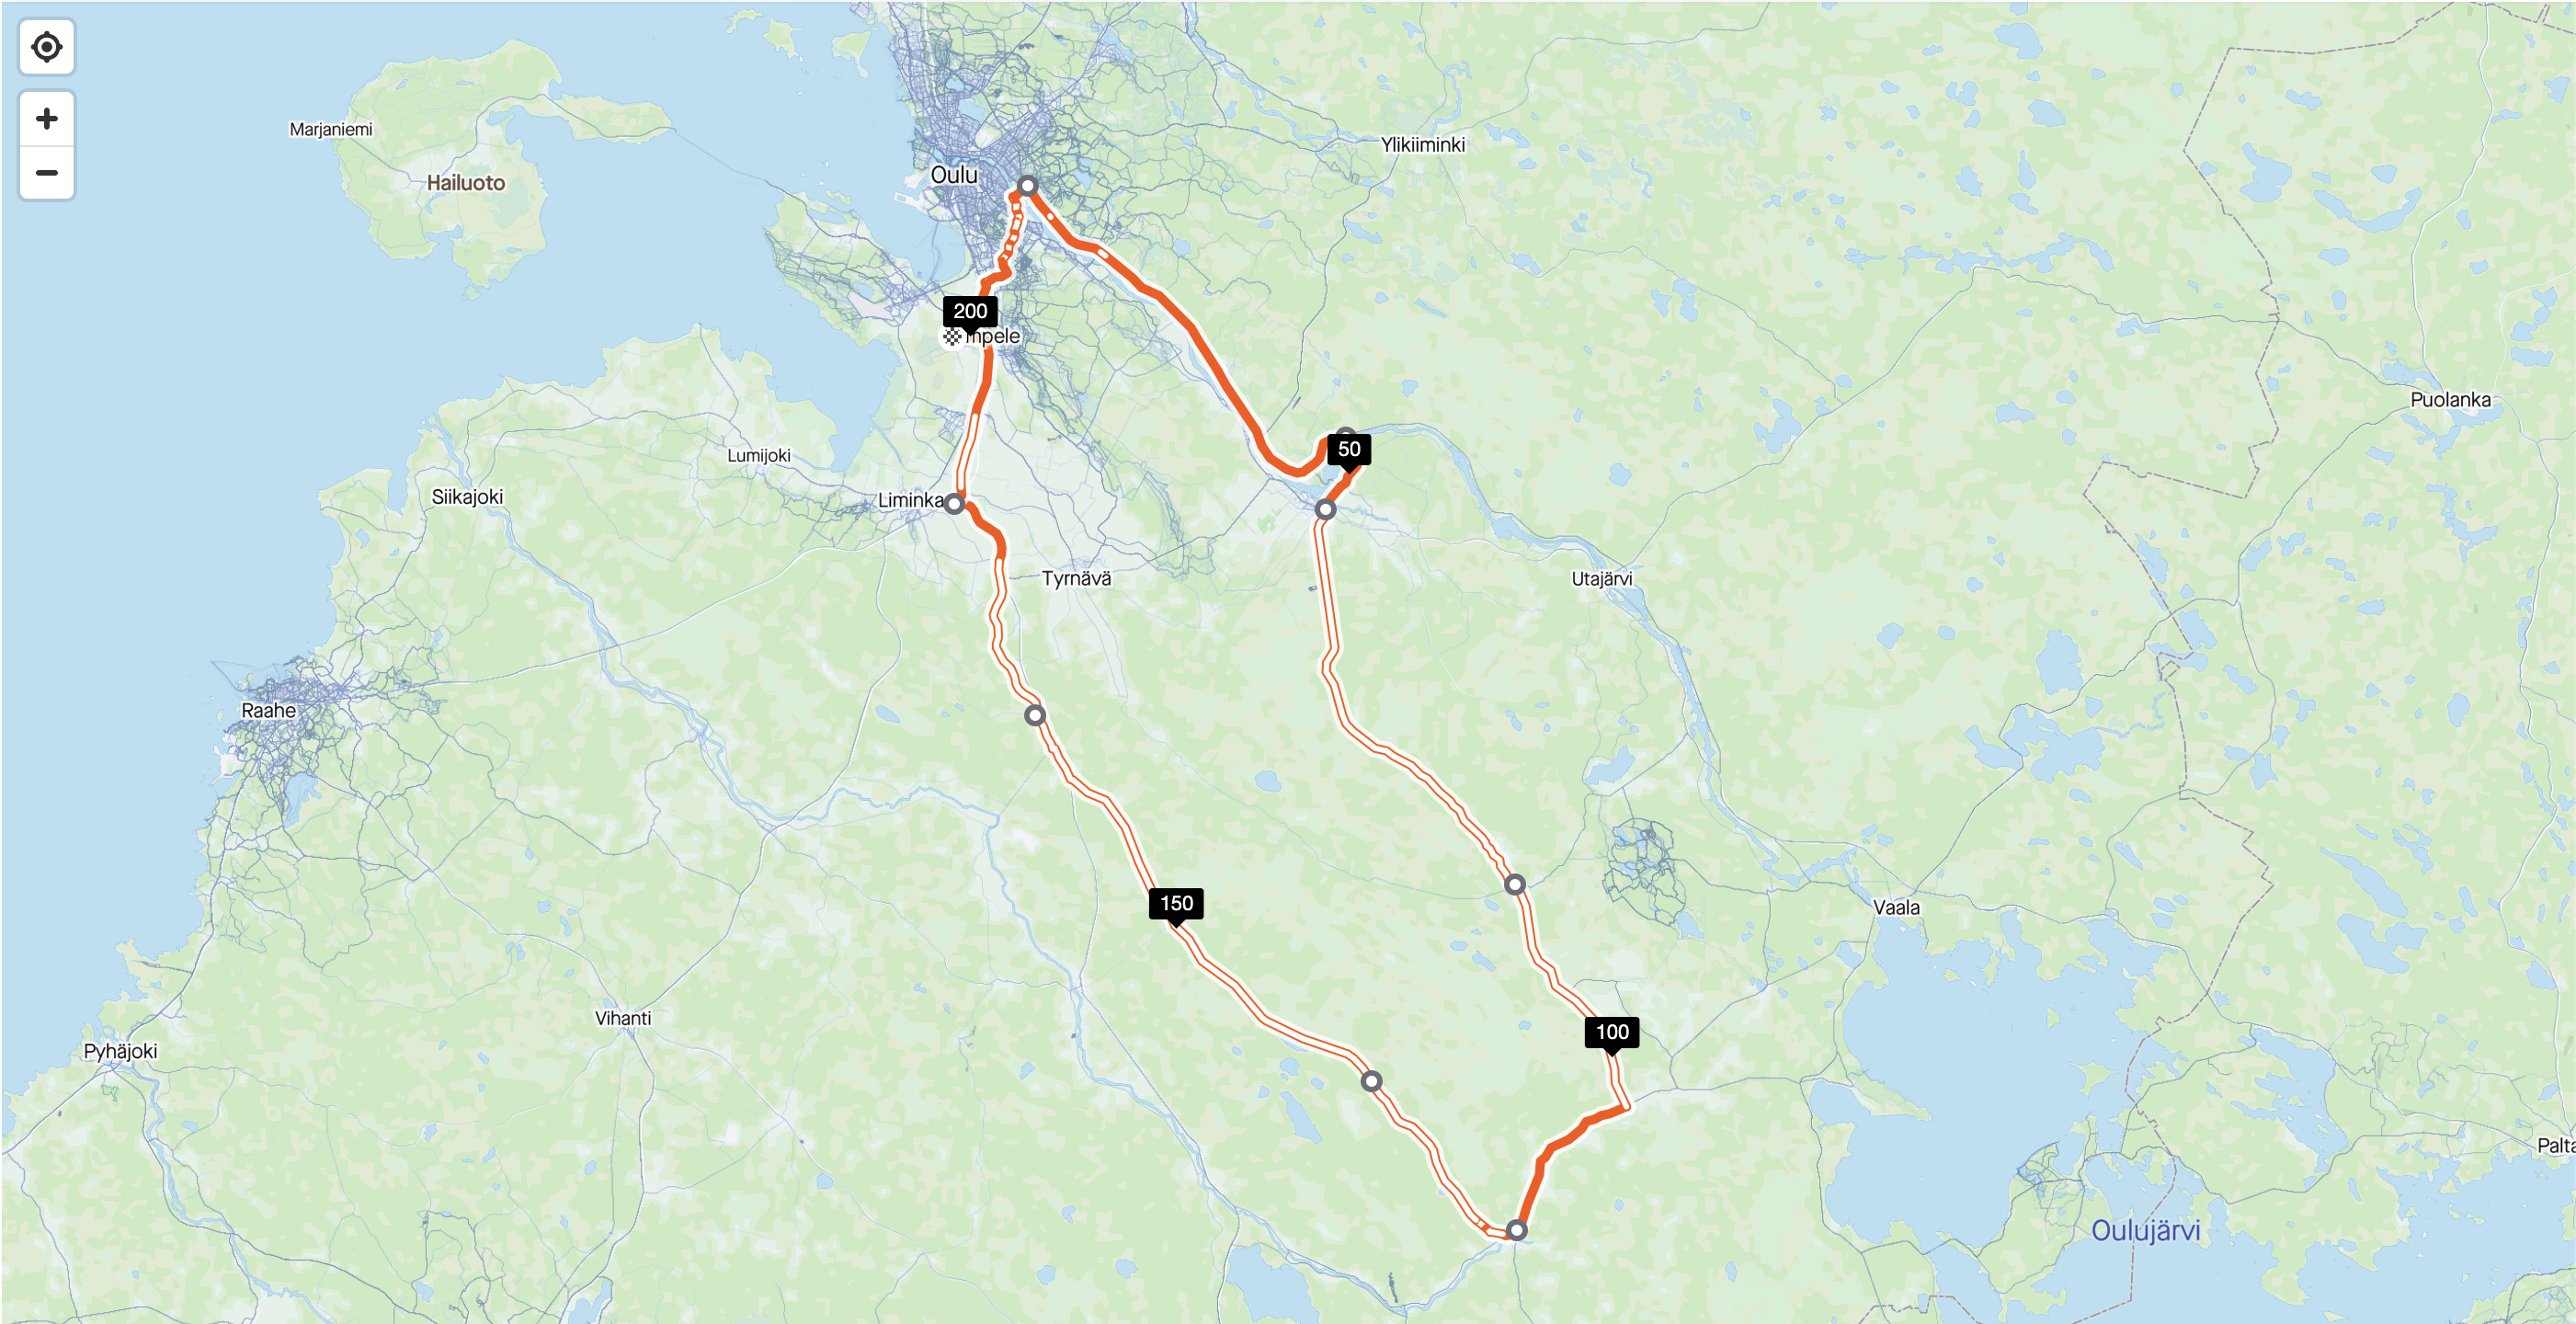 Marjaniemi
Ylikiiminki
Oulu
Hailuoto
200
mpele
Puolanka
50
Lumijoki
Siikajoki
Liminka
Tyrnävä
Utajärvi
Raahe
150
Vaala
Vihanti
100
Pyhäjoki
Palta
Oulujärvi